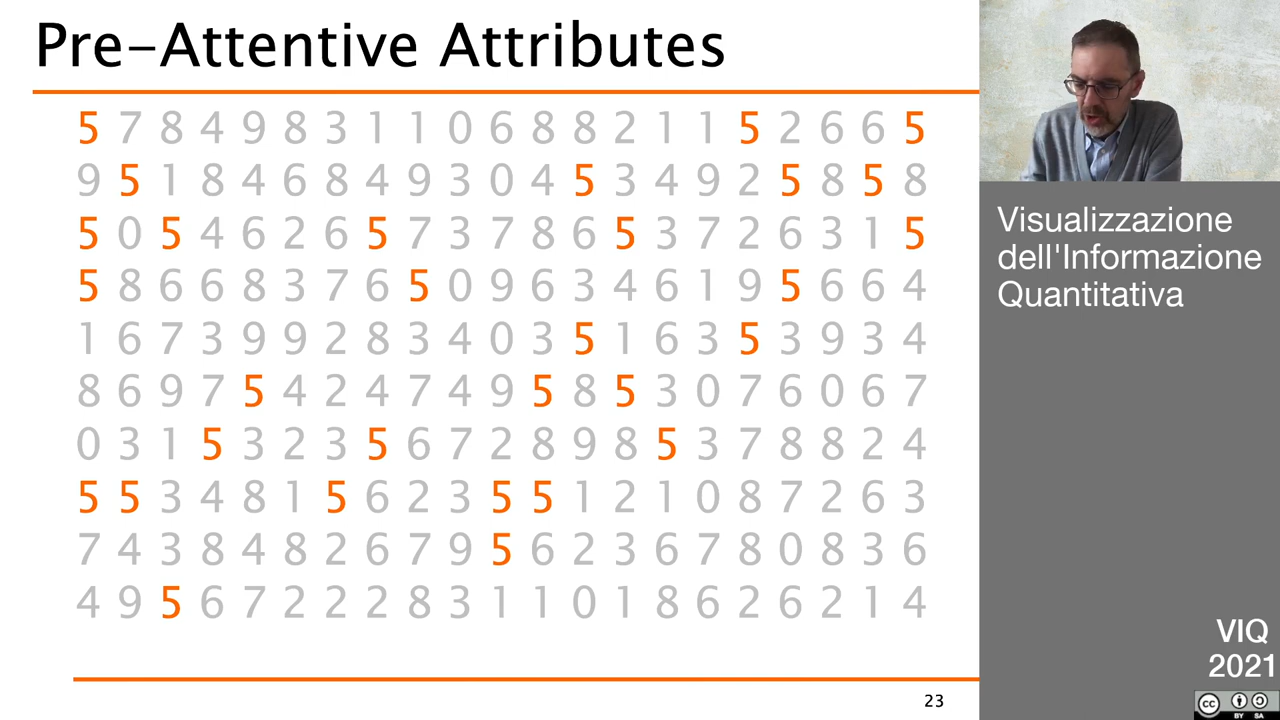 Pre-Attentive Attributes
5 7 8 4 9 8 3 1 1 0 6 8 8 2 1 1 5 2 6 6 5
9 5 1 8 4 6 8 4 9 3 0 4 5 3 4 9 2 5 8 5 8
5 0 5 4 6 2 6 5 7 3 7 8 6 5 3 7 2 6 3 1 5
5 8 6 6 8 3 7 6 5 0 9 6 3 4 6 1 9 5 6 6 4
1 6 7 3 9 9 2 8 3 4 0 3 5 1 6 3 5 3 9 3 4
8 6 9 7 5 4 2 4 7 4 9 5 8 5 3 0 7 6 0 6 7
0 3 1 5 3 2 3 5 6 7 2 8 9 8 5 3 7 8 8 2 4
5 5 3 4 8 1 5 6 2 3 5 5 1 2 1 0 8 7 2 6 3
7 4 3 8 4 8 2 6 7 9 5 6 2 3 6 7 8 0 8 3 6
4 9 5 6 7 2 2 2 8 3 1 1 0 1 8 6 2 6 2 1 4
23
Visualizzazione
dell'Informazione
Quantitativa
VIQ
2021
cc
BY SA